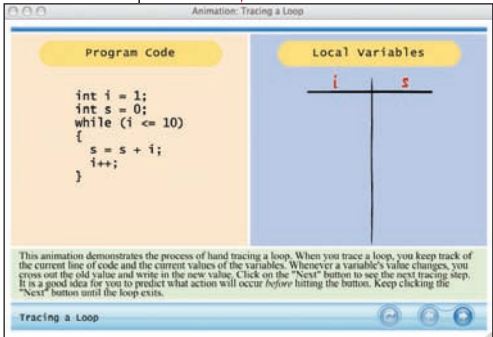 Animation: Tracing a Loop
Program Code
int i = 1;
int s = 0;
while (i <= 10)
{
s = s + i;
i++;
}
Local Variables
i s
This animation demonstrates the process of hand tracing a loop. When you trace a loop, you keep track of
the current line of code and the current values of the variables. Whenever a variable's value changes, you
cross out the old value and write in the new value. Click on the "Next" button to see the next tracing step.
It is a good idea for you to predict what action will occur before hitting the button. Keep clicking the
"Next" button until the loop exits.
Tracing a Loop